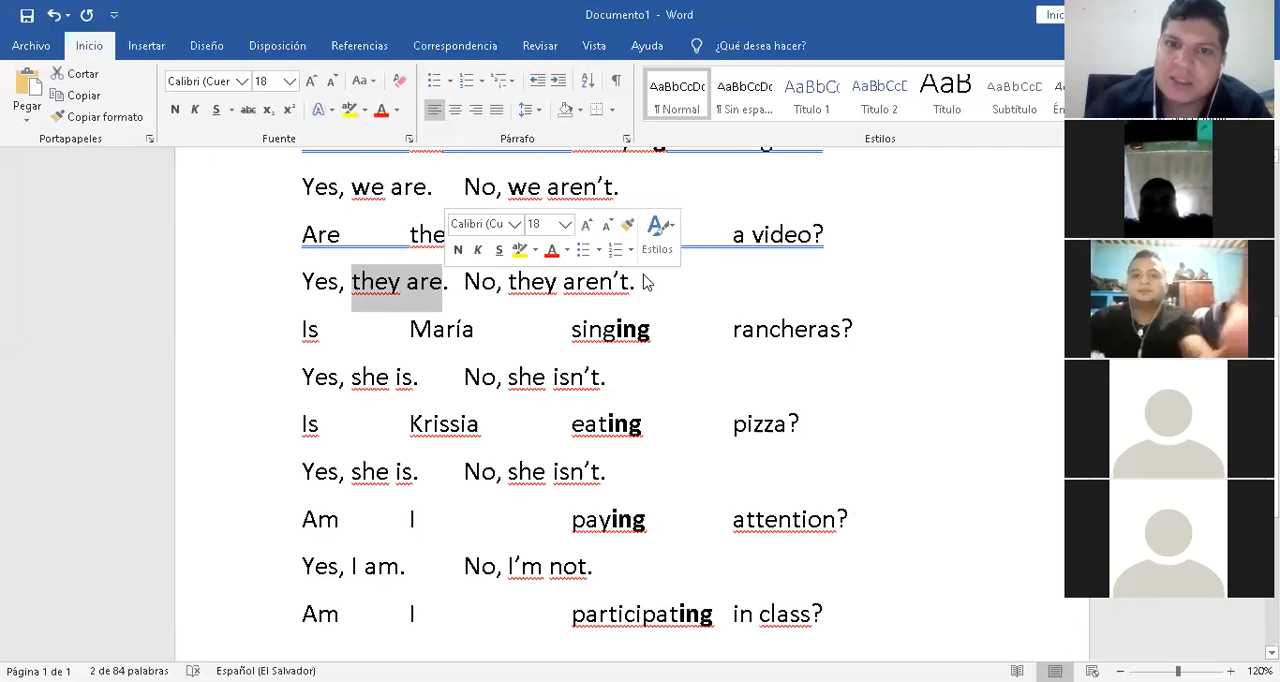 Documento1 - Word
Inic
Archivo Inicio Insertar Diseño Disposición Referencias Correspondencia Revisar Vista Ayuda ¿Qué desea hacer?
Pegar
Cortar
Copiar
Copiar formato
Portapapeles
Calibri (Cuer 18
N K S abc x₂ x²
Fuente
Párrafo
AaBbCcDc AaBbCcDc AaBbCc AaBbCcD AaB AaBbCcD
¶ Normal ¶ Sin espa... Título 1 Título 2 Título Subtítulo
Estilos
Yes, we are. No, we aren't.
Calibri (Cu 18
N K S Estilos
Are the a video?
Yes, they are. No, they aren't.
Is María singing rancheras?
Yes, she is. No, she isn't.
Is Krissia eating pizza?
Yes, she is. No, she isn't.
Am I paying attention?
Yes, I am. No, I'm not.
Am I participating in class?
Página 1 de 1 2 de 84 palabras Español (El Salvador) 120%